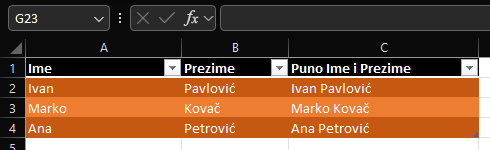 G23 fx
A B C
1 Ime Prezime Puno Ime i Prezime
2 Ivan Pavlović Ivan Pavlović
3 Marko Kovač Marko Kovač
4 Ana Petrović Ana Petrović